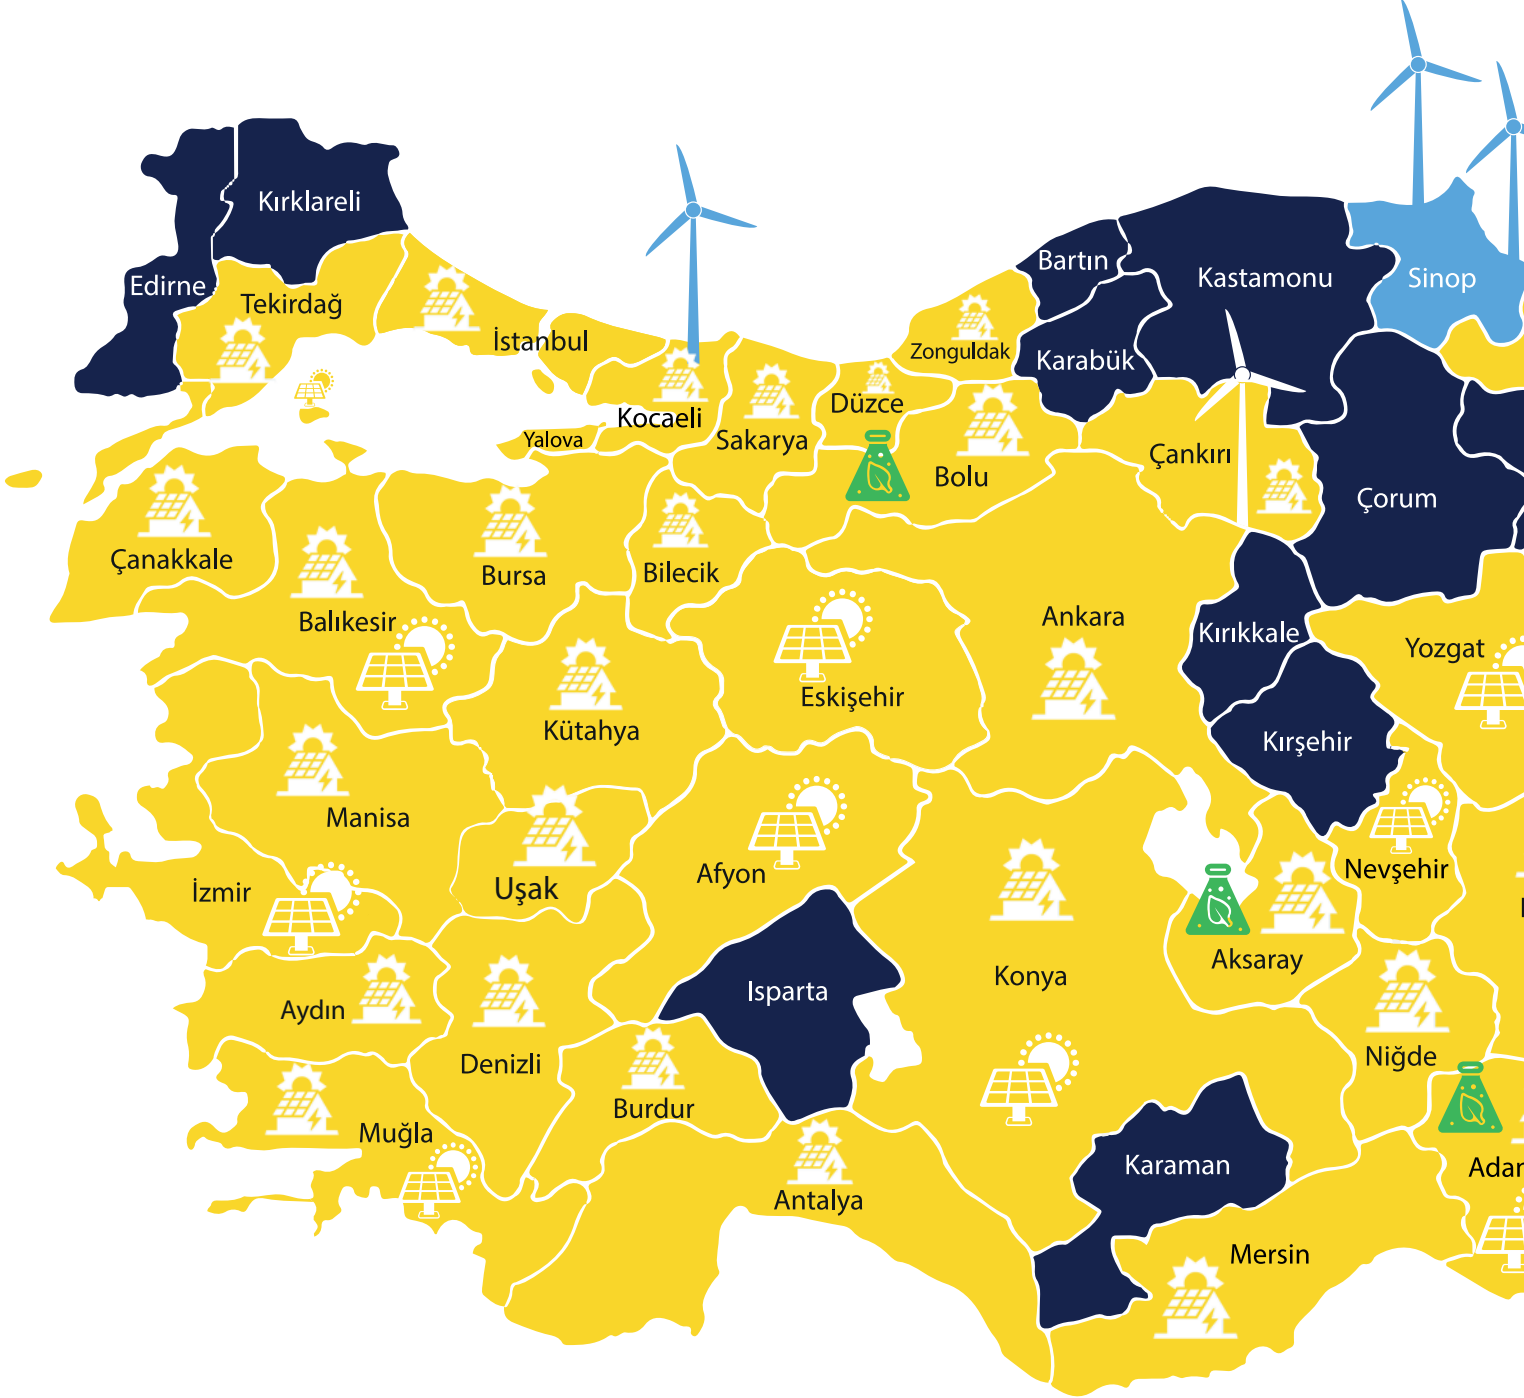 Kırklareli
Edirne
Tekirdağ
İstanbul
Bartın
Kastamonu
Sinop
Zonguldak
Karabük
Kocaeli
Düzce
Yalova
Sakarya
Bolu
Çankırı
Çorum
Çanakkale
Bursa
Bilecik
Balıkesir
Ankara
Kırıkkale
Yozgat
Eskişehir
Kütahya
Kırşehir
Manisa
Afyon
Nevşehir
İzmir
Uşak
Aksaray
Konya
Isparta
Aydın
Niğde
Denizli
Burdur
Muğla
Karaman
Adar
Antalya
Mersin